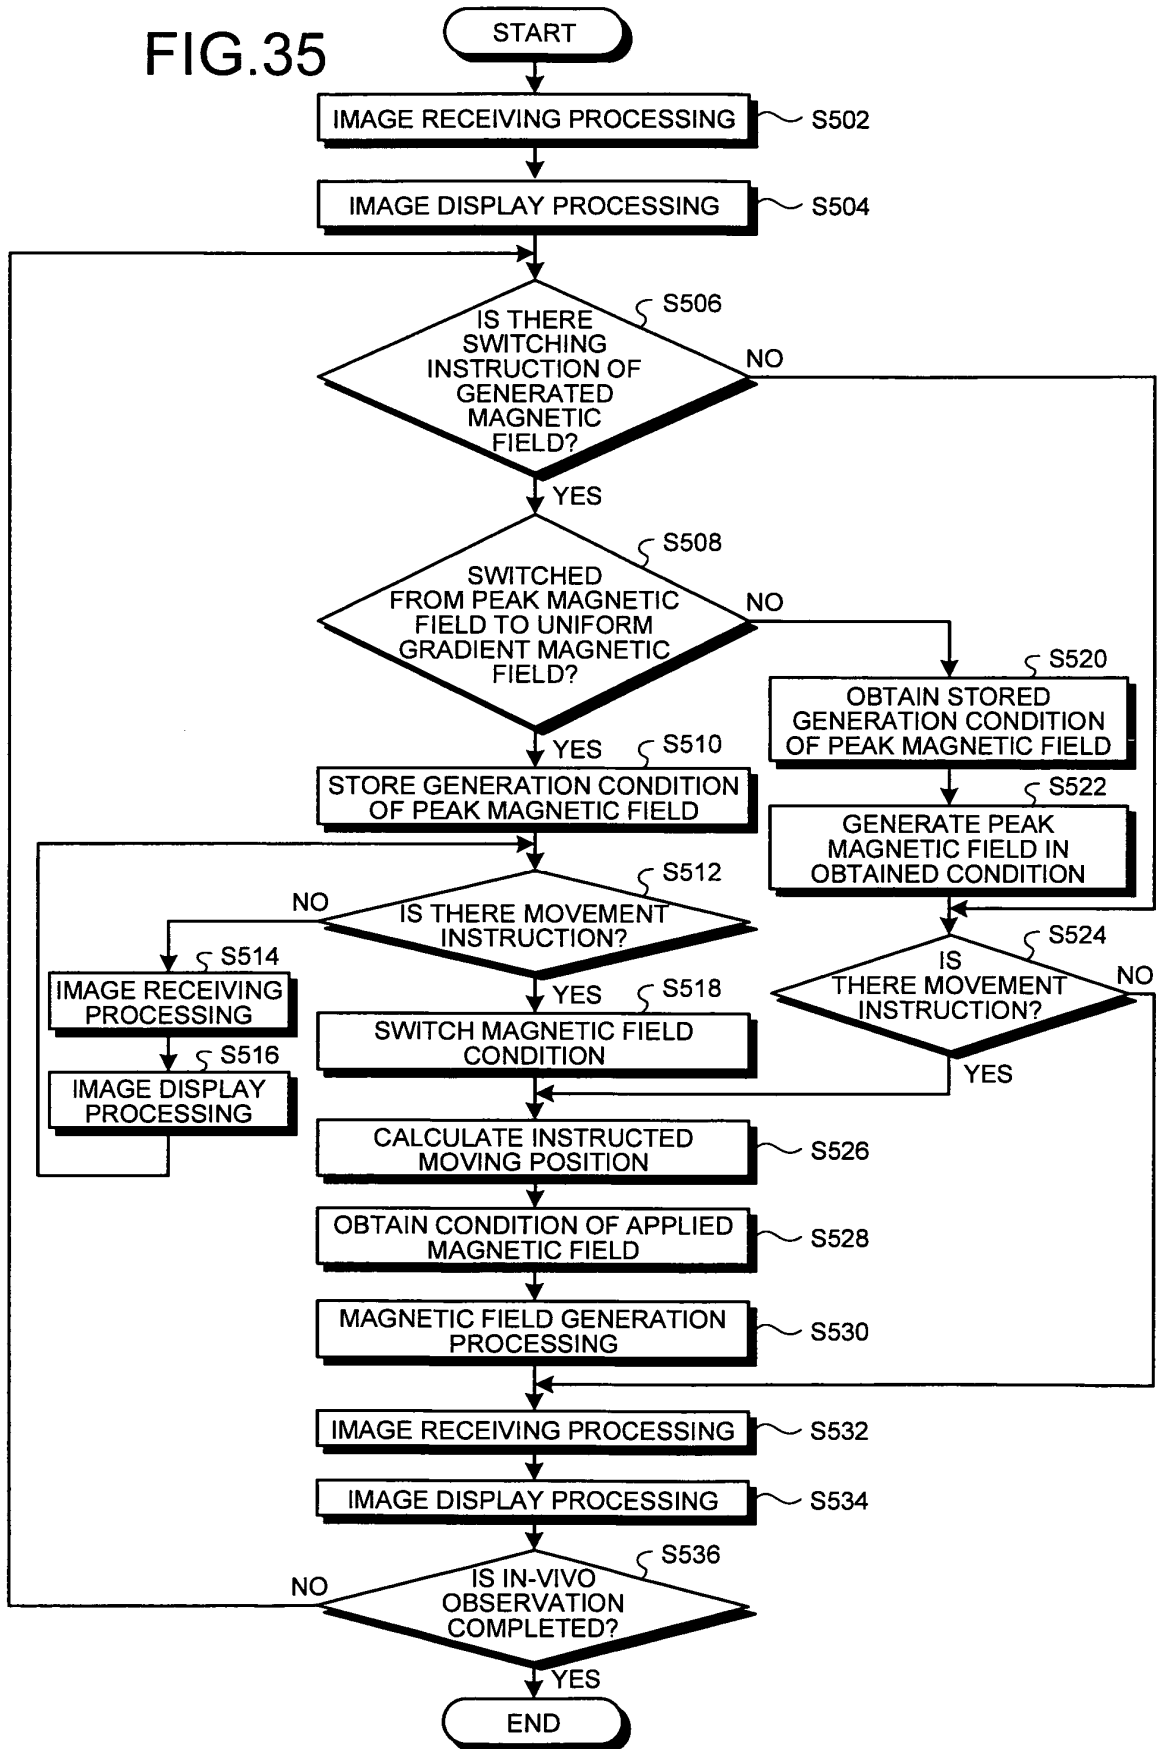 FIG.35
START
IMAGE RECEIVING PROCESSING
S502
IMAGE DISPLAY PROCESSING
S504
S506
IS THERE
SWITCHING
INSTRUCTION OF
GENERATED
MAGNETIC
FIELD?
NO
YES
S508
SWITCHED
FROM PEAK MAGNETIC
FIELD TO UNIFORM
GRADIENT MAGNETIC
FIELD?
NO
YES
S520
OBTAIN STORED
GENERATION CONDITION
OF PEAK MAGNETIC FIELD
S510
STORE GENERATION CONDITION
OF PEAK MAGNETIC FIELD
S522
GENERATE PEAK
MAGNETIC FIELD IN
OBTAINED CONDITION
S512
IS THERE MOVEMENT
INSTRUCTION?
NO
YES
S524
IS
THERE MOVEMENT
INSTRUCTION?
NO
YES
S514
IMAGE RECEIVING
PROCESSING
S516
IMAGE DISPLAY
PROCESSING
S518
SWITCH MAGNETIC FIELD
CONDITION
CALCULATE INSTRUCTED
MOVING POSITION
S526
OBTAIN CONDITION OF APPLIED
MAGNETIC FIELD
S528
MAGNETIC FIELD GENERATION
PROCESSING
S530
IMAGE RECEIVING PROCESSING
S532
IMAGE DISPLAY PROCESSING
S534
S536
IS IN-VIVO
OBSERVATION
COMPLETED?
NO
YES
END